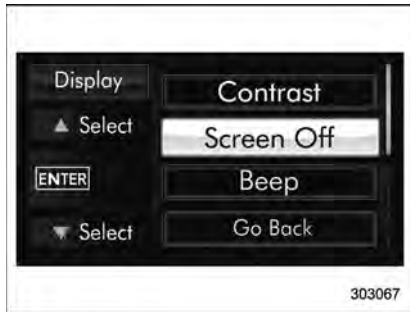 Display
▲ Select
ENTER
▼ Select
Contrast
Screen Off
Beep
Go Back
303067